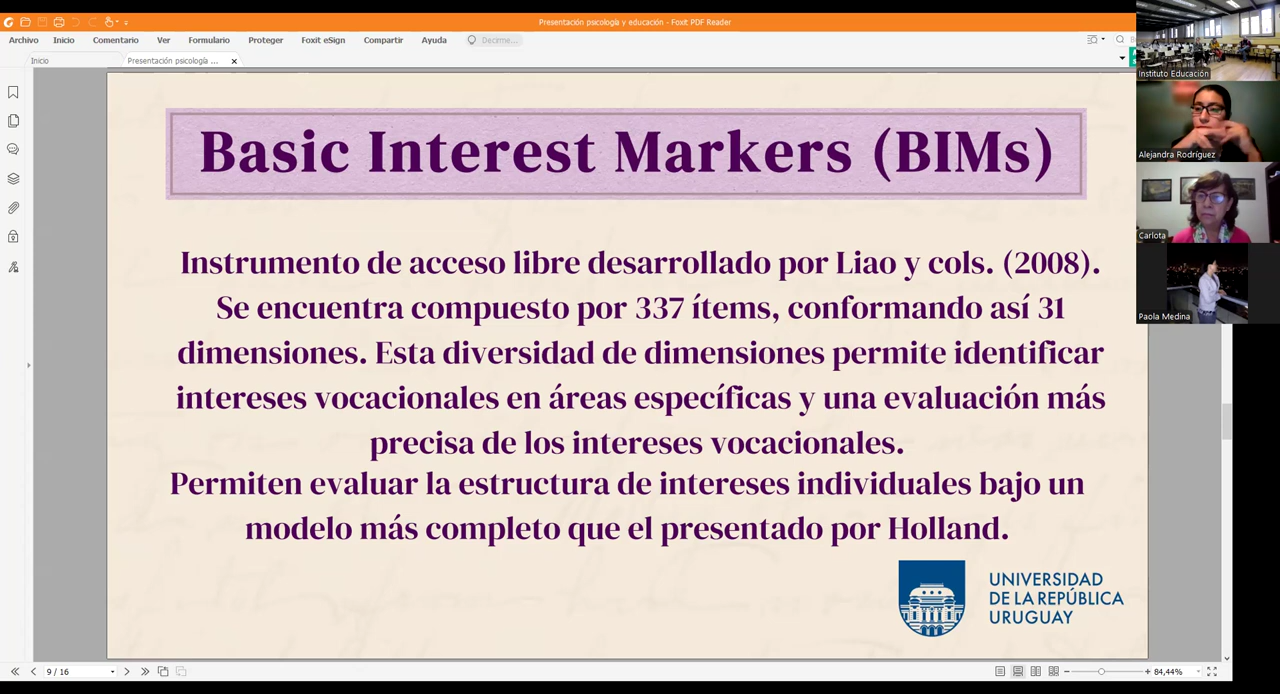 Presentación psicología y educación - Foxit PDF Reader
Archivo Inicio Comentario Ver Formulario Proteger Foxit eSign Compartir Ayuda Decirme...
Inicio Presentación psicología ...
Basic Interest Markers (BIMs)
Instrumento de acceso libre desarrollado por Liao y cols. (2008).
Se encuentra compuesto por 337 ítems, conformando así 31
dimensiones. Esta diversidad de dimensiones permite identificar
intereses vocacionales en áreas específicas y una evaluación más
precisa de los intereses vocacionales.
Permiten evaluar la estructura de intereses individuales bajo un
modelo más completo que el presentado por Holland.
UNIVERSIDAD
DE LA REPÚBLICA
URUGUAY
Instituto Educación
Alejandra Rodríguez
Carlota
Paola Medina
9 / 16
84,44%